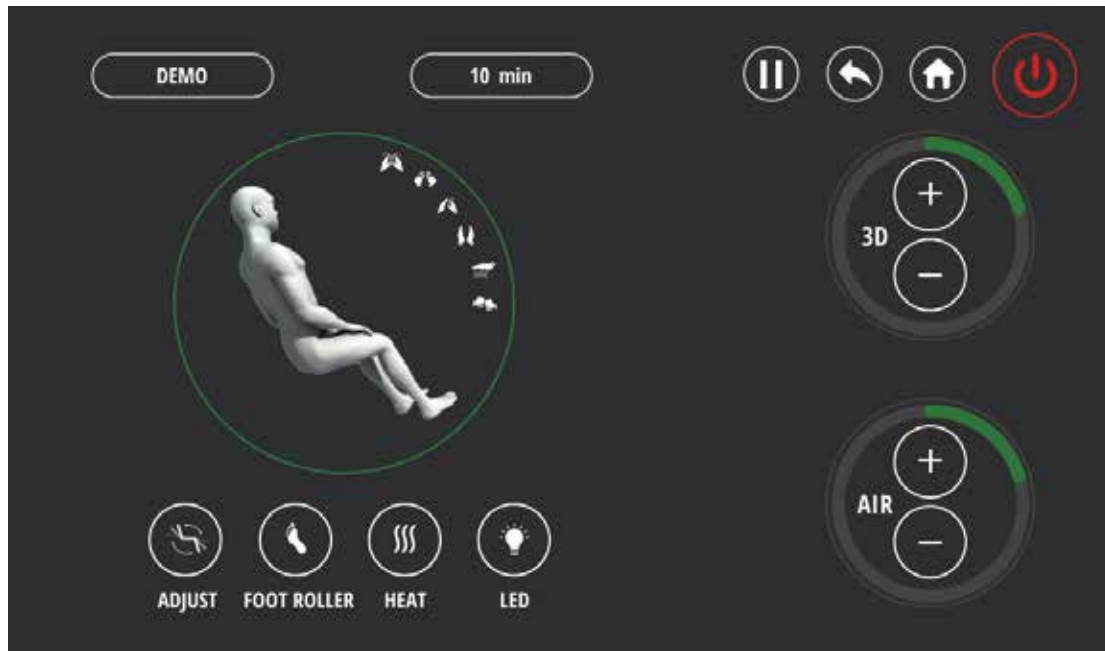 DEMO
10 min
3D
AIR
ADJUST
FOOT ROLLER
HEAT
LED